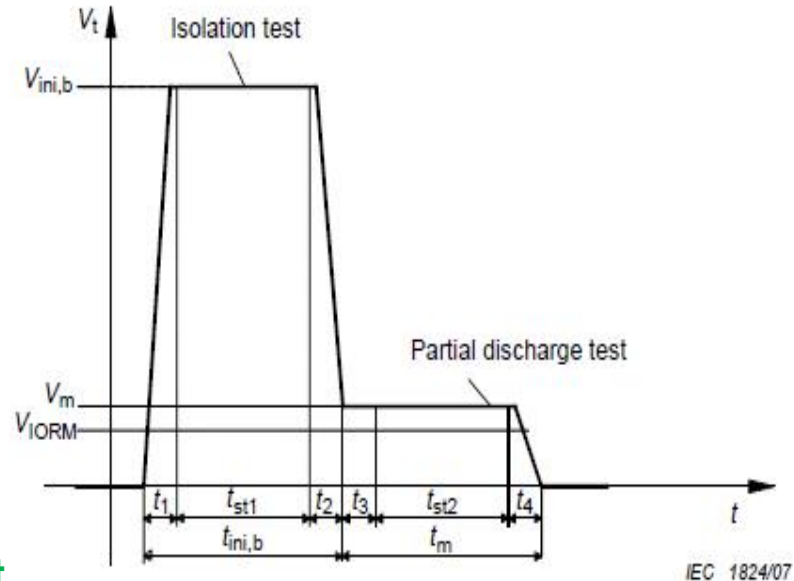 Vt
Isolation test
Vini,b
Partial discharge test
Vm
VIORM
t1 tst1 t2 t3 tst2 t4
t
tini,b tm
IEC 1824/07